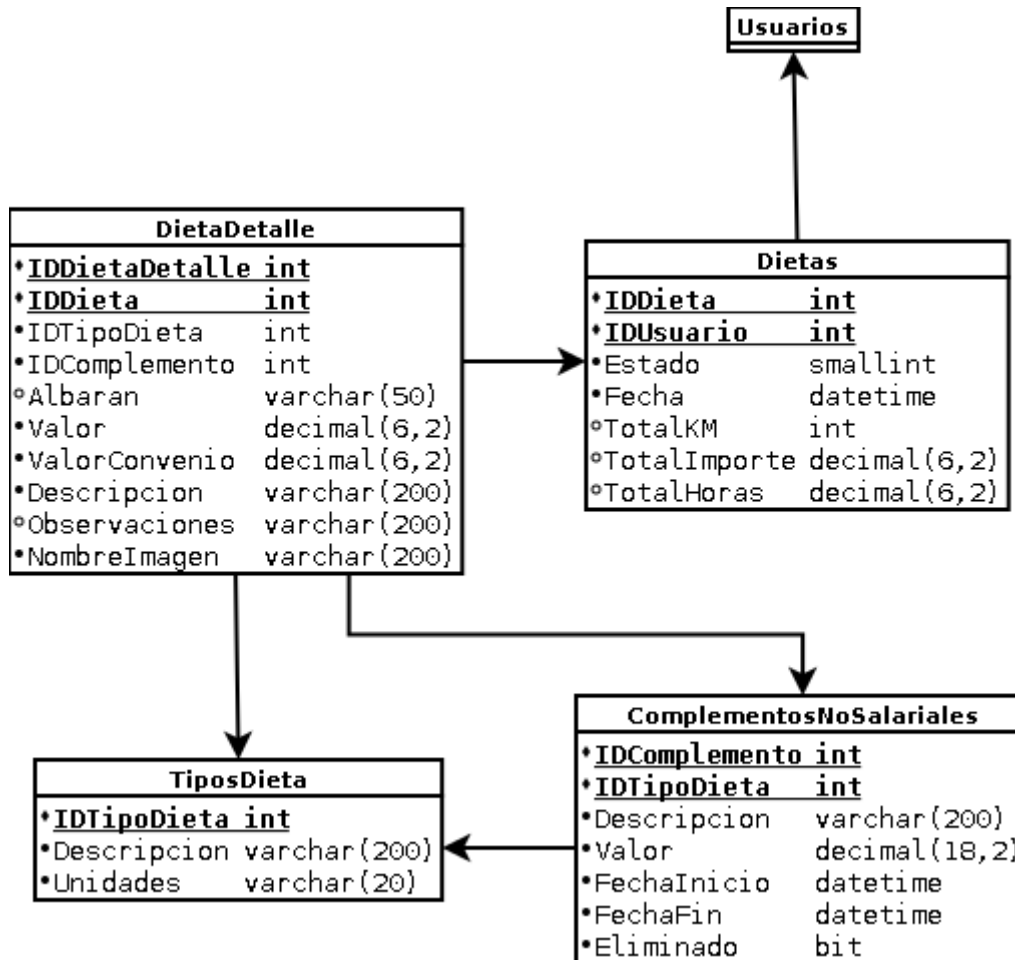 Usuarios
DietaDetalle
IDDietaDetalle int
IDDieta int
IDTipoDieta int
IDComplemento int
Albaran varchar(50)
Valor decimal(6,2)
ValorConvenio decimal(6,2)
Descripcion varchar(200)
Observaciones varchar(200)
NombreImagen varchar(200)
Dietas
IDDieta int
IDUsuario int
Estado smallint
Fecha datetime
TotalKM int
TotalImporte decimal(6,2)
TotalHoras decimal(6,2)
TiposDieta
IDTipoDieta int
Descripcion varchar(200)
Unidades varchar(20)
ComplementosNoSalariales
IDComplemento int
IDTipoDieta int
Descripcion varchar(200)
Valor decimal(18,2)
FechaInicio datetime
FechaFin datetime
Eliminado bit